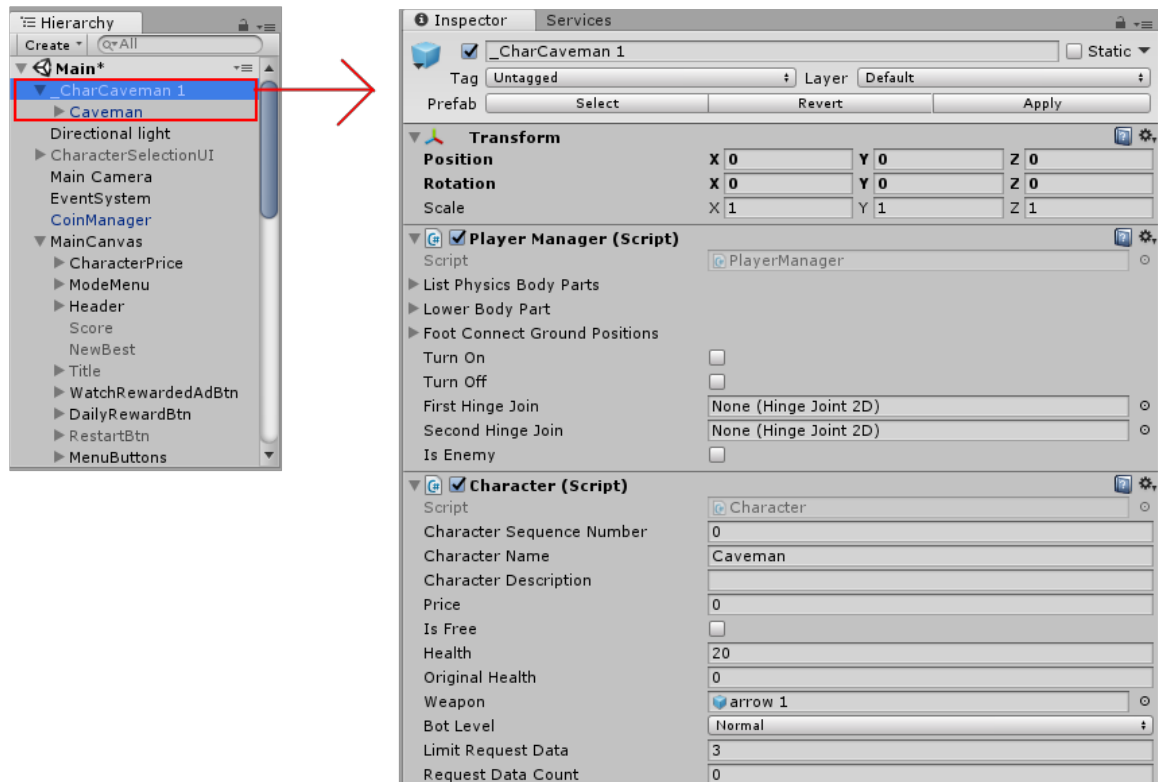 Hierarchy
Create
All
Main*
_CharCaveman 1
Caveman
Directional light
CharacterSelectionUI
Main Camera
EventSystem
CoinManager
MainCanvas
CharacterPrice
ModeMenu
Header
Score
NewBest
Title
WatchRewardedAdBtn
DailyRewardBtn
RestartBtn
MenuButtons
Inspector Services
_CharCaveman 1 Static
Tag Untagged Layer Default
Prefab Select Revert Apply
Transform
Position X 0 Y 0 Z 0
Rotation X 0 Y 0 Z 0
Scale X 1 Y 1 Z 1
Player Manager (Script)
Script PlayerManager
List Physics Body Parts
Lower Body Part
Foot Connect Ground Positions
Turn On
Turn Off
First Hinge Join None (Hinge Joint 2D)
Second Hinge Join None (Hinge Joint 2D)
Is Enemy
Character (Script)
Script Character
Character Sequence Number 0
Character Name Caveman
Character Description
Price 0
Is Free
Health 20
Original Health 0
Weapon arrow 1
Bot Level Normal
Limit Request Data 3
Request Data Count 0